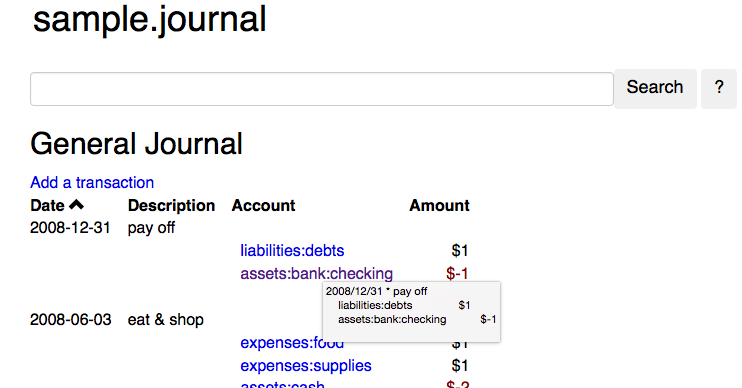 sample.journal
Search ?
General Journal
Add a transaction
Date Description Account Amount
2008-12-31 pay off
liabilities:debts $1
assets:bank:checking $-1
2008/12/31 * pay off
liabilities:debts $1
assets:bank:checking $-1
2008-06-03 eat & shop
expenses:food $1
expenses:supplies $1
assets:cash $-2